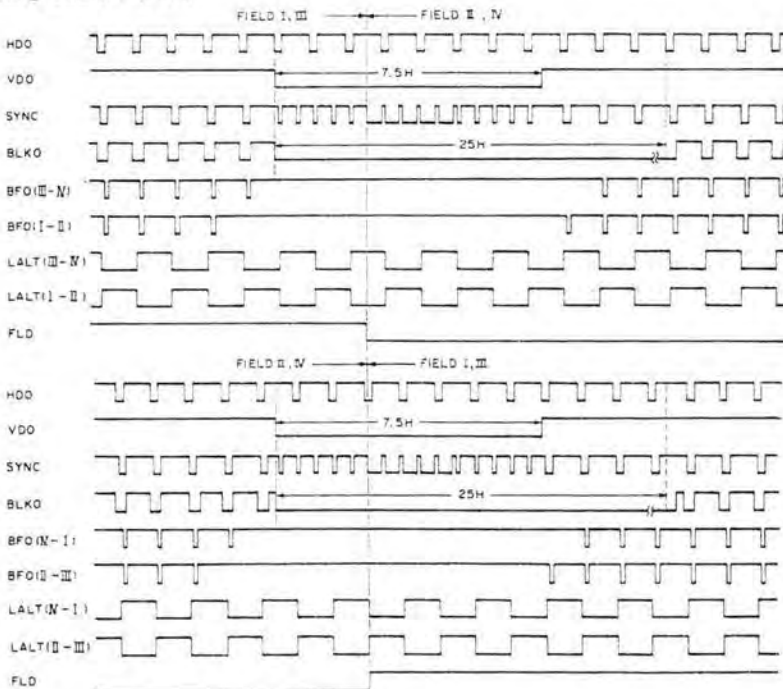 FIELD I, III FIELD II, IV
HDO
VDO 7.5H
SYNC
BLKO 25H
BFO(III-IV)
BFO(I-II)
LALT(III-IV)
LALT(I-II)
FLD
FIELD II, IV FIELD I, III
HDO
VDO 7.5H
SYNC
BLKO 25H
BFO(IV-I)
BFO(II-III)
LALT(IV-I)
LALT(II-III)
FLD